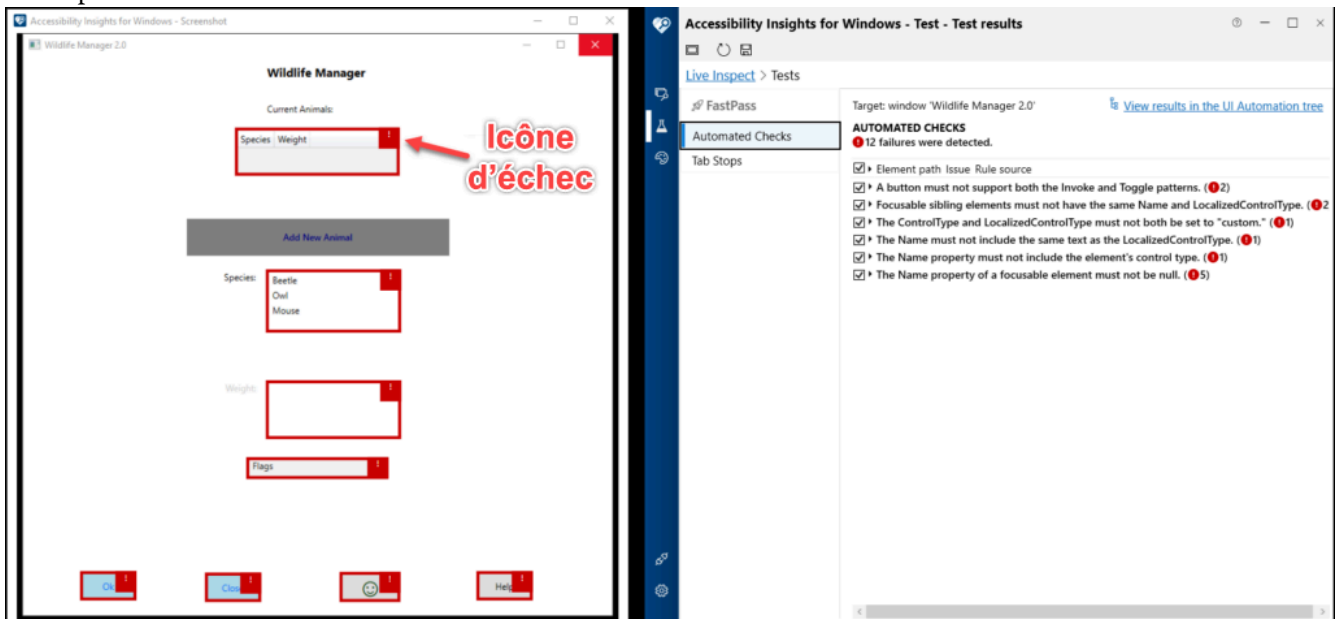 Accessibility Insights for Windows - Screenshot
Wildlife Manager 2.0
Wildlife Manager
Current Animals:
Species Weight
Icône
d'échec
Add New Animal
Species:
Beetle
Owl
Mouse
Weight:
Flags
Ok
Clos
Help
Accessibility Insights for Windows - Test - Test results
Live Inspect > Tests
FastPass
Automated Checks
Tab Stops
Target: window 'Wildlife Manager 2.0'
View results in the UI Automation tree
AUTOMATED CHECKS
12 failures were detected.
Element path Issue Rule source
A button must not support both the Invoke and Toggle patterns. (2)
Focusable sibling elements must not have the same Name and LocalizedControlType. (2
The ControlType and LocalizedControlType must not both be set to "custom." (1)
The Name must not include the same text as the LocalizedControlType. (1)
The Name property must not include the element's control type. (1)
The Name property of a focusable element must not be null. (5)